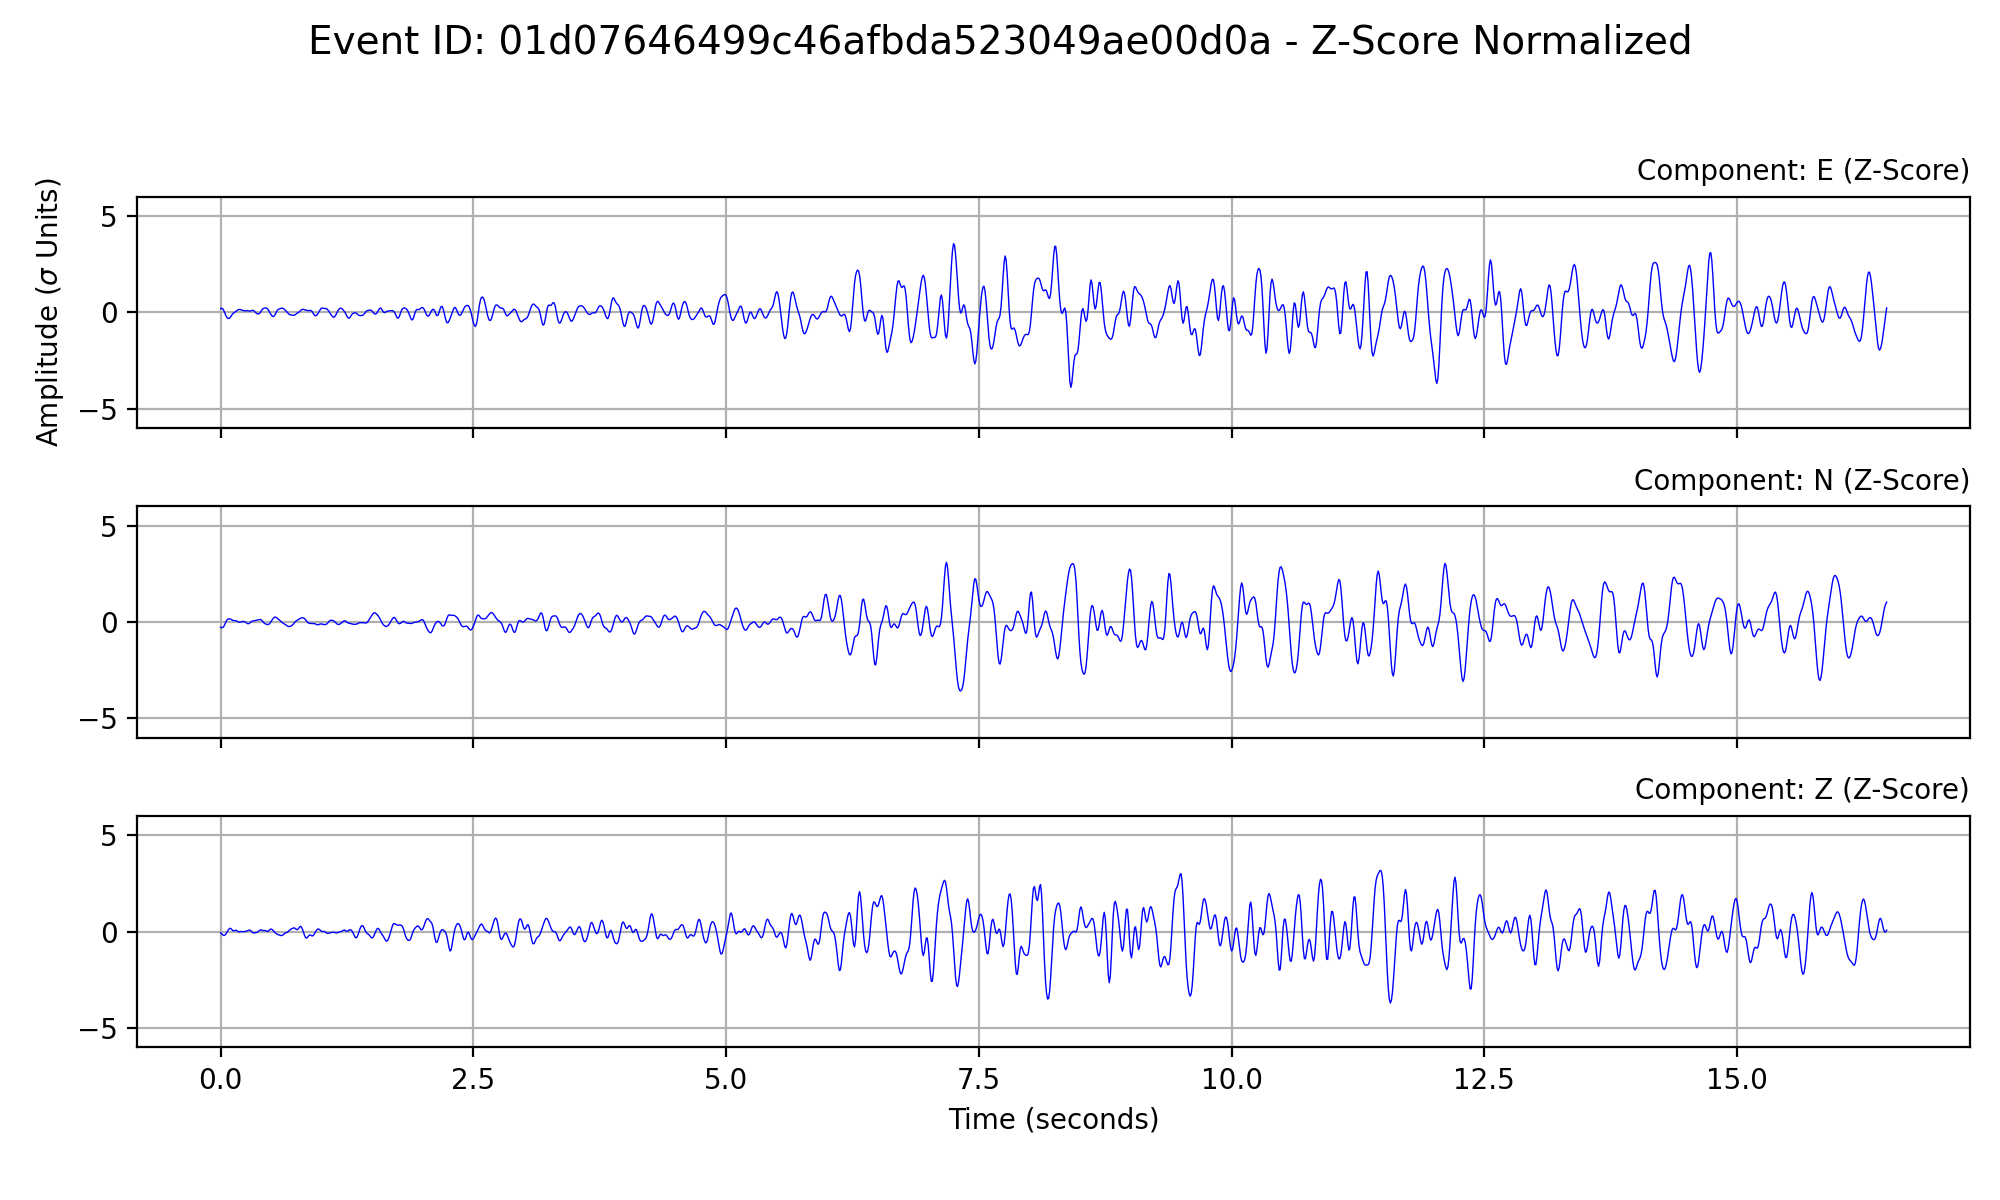 Event ID: 01d07646499c46afbda523049ae00d0a - Z-Score Normalized
Component: E (Z-Score)
Amplitude (σ Units)
5
0
−5
Component: N (Z-Score)
5
0
−5
Component: Z (Z-Score)
5
0
−5
0.0 2.5 5.0 7.5 10.0 12.5 15.0
Time (seconds)